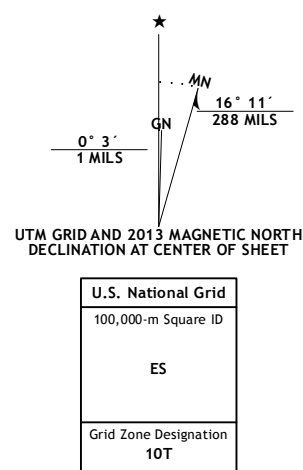 ★
MN
GN
16° 11´
288 MILS
0° 3´
1 MILS
UTM GRID AND 2013 MAGNETIC NORTH
DECLINATION AT CENTER OF SHEET
U.S. National Grid
100,000-m Square ID
ES
Grid Zone Designation
10T